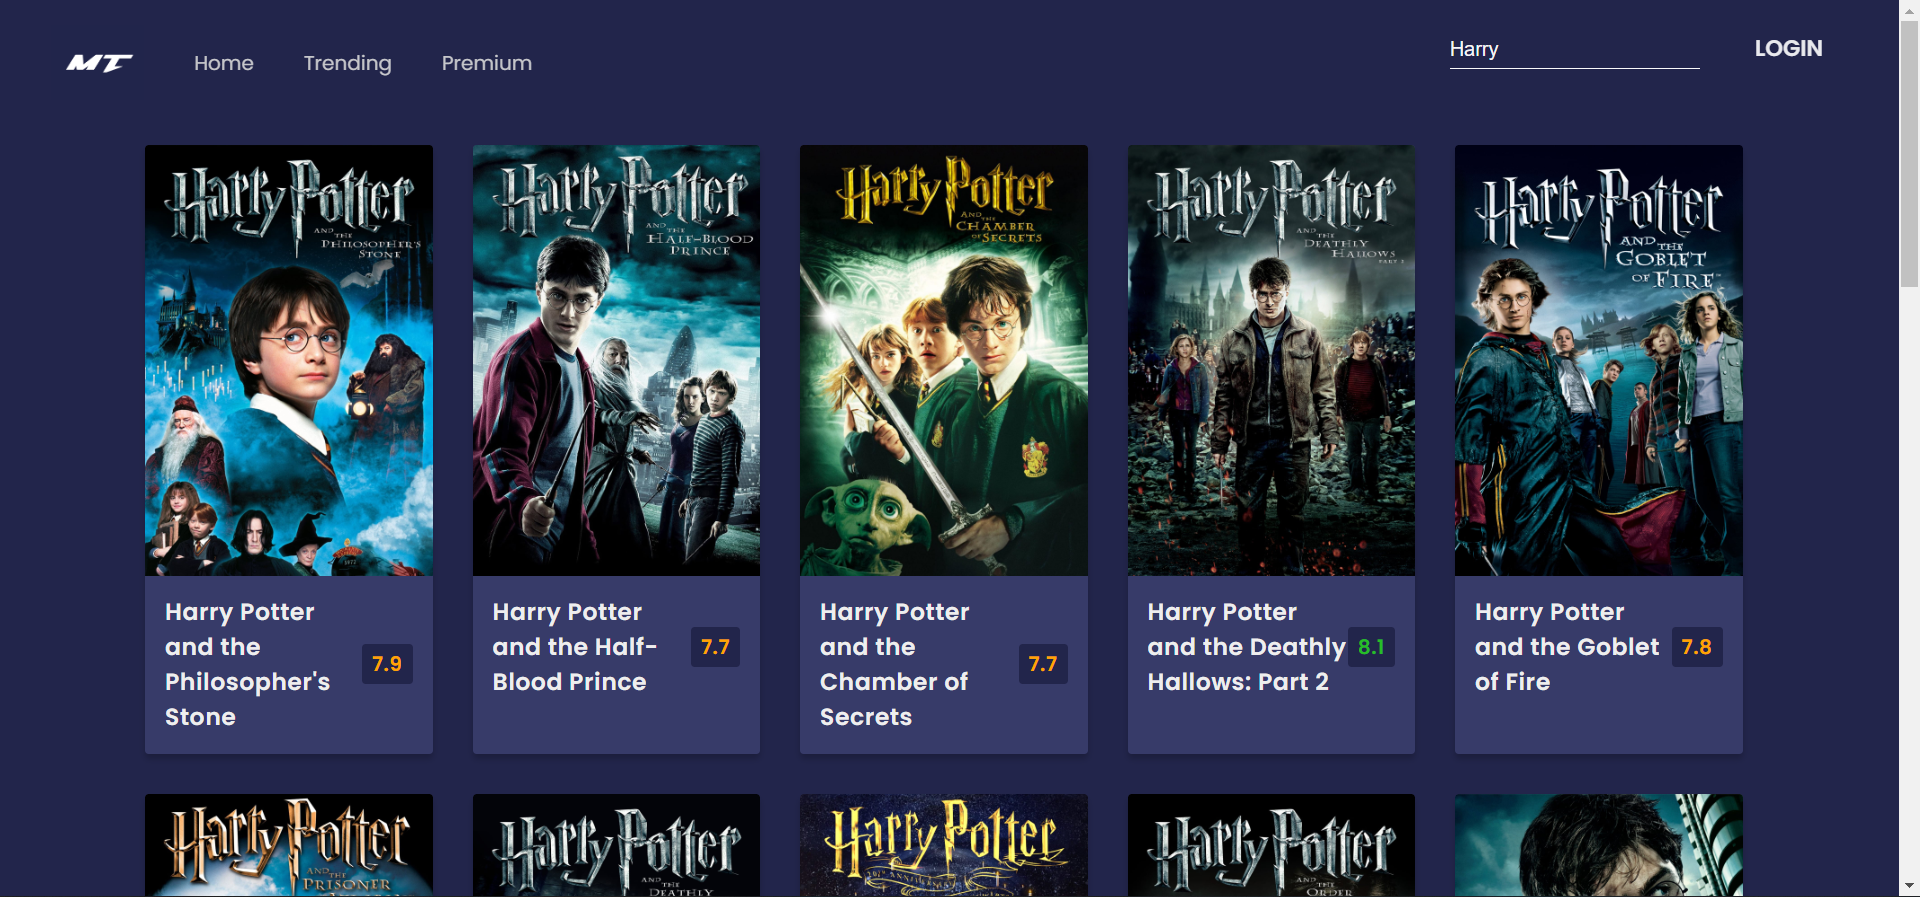 MT
Home
Trending
Premium
Harry
LOGIN
Harry Potter
AND THE
PHILOSOPHER'S
STONE
Harry Potter
AND THE
HALF-BLOOD
PRINCE
Harry Potter
AND THE
CHAMBER
OF SECRETS
Harry Potter
AND THE
DEATHLY
HALLOWS
PART 2
Harry Potter
AND THE
GOBLET
OF FIRE
Harry Potter
and the
Philosopher's
Stone
7.9
Harry Potter
and the Half-
Blood Prince
7.7
Harry Potter
and the
Chamber of
Secrets
7.7
Harry Potter
and the Deathly
Hallows: Part 2
8.1
Harry Potter
and the Goblet
of Fire
7.8
Harry Potter
AND THE
PRISONER
Harry Potter
AND THE
DEATHLY
Harry Potter
20TH ANNIVERSARY
Harry Potter
AND THE
ORDER